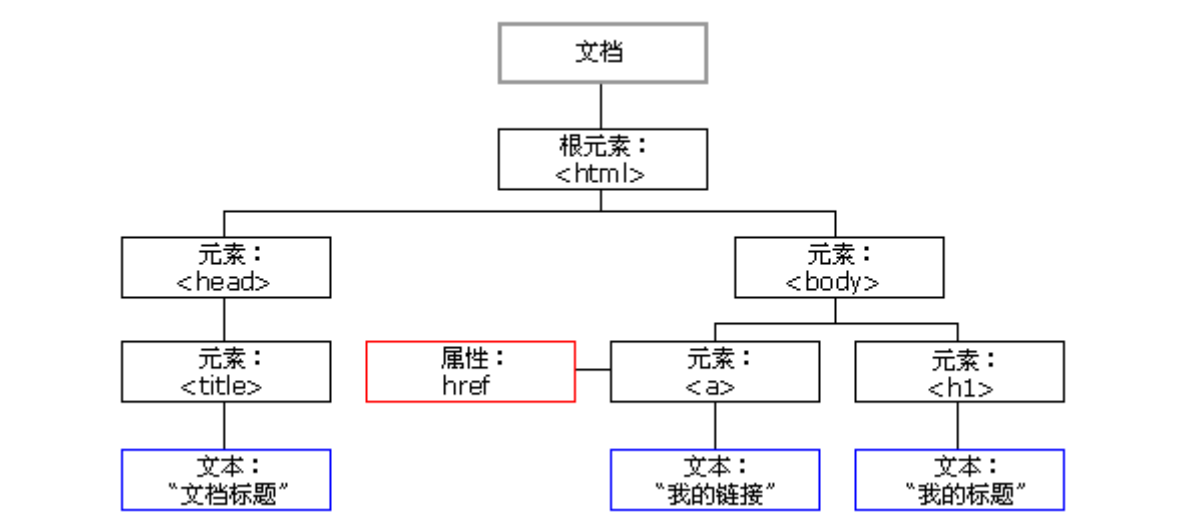 文档
根元素：
<html>
元素：
<head>
元素：
<body>
元素：
<title>
属性：
href
元素：
<a>
元素：
<h1>
文本：
“文档标题”
文本：
“我的链接”
文本：
“我的标题”